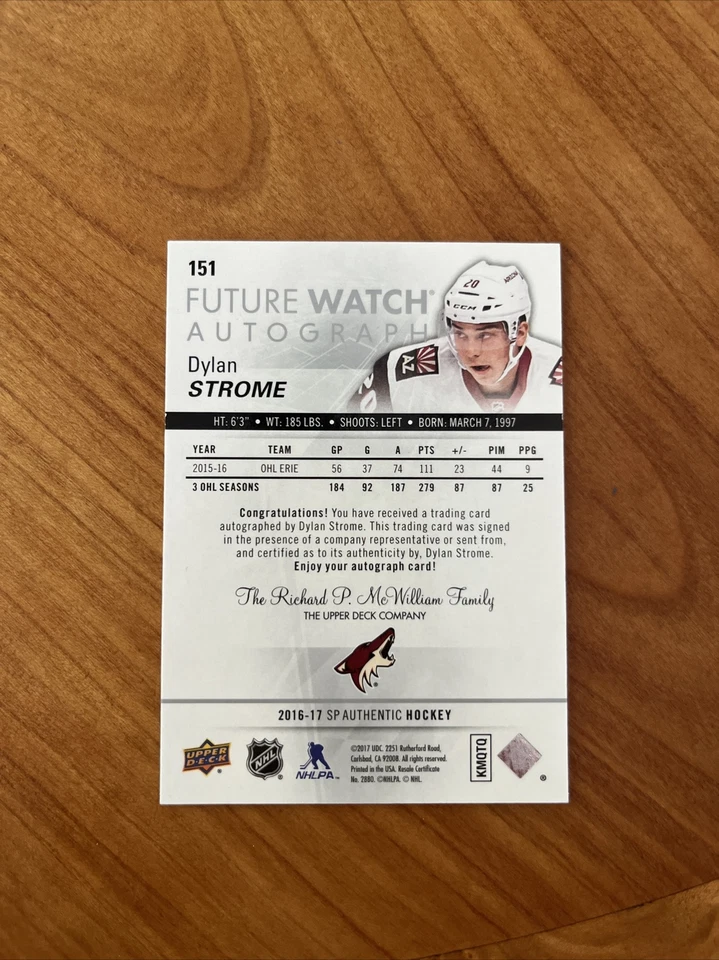 151
FUTURE WATCH®
AUTOGRAPH
Dylan
STROME
20
ARIZONA
CCM
AZ
20
HT: 6'3" • WT: 185 LBS. • SHOOTS: LEFT • BORN: MARCH 7, 1997
YEAR TEAM GP G A PTS +/- PIM PPG
2015-16 OHL ERIE 56 37 74 111 23 44 9
3 OHL SEASONS 184 92 187 279 87 87 25
Congratulations! You have received a trading card
autographed by Dylan Strome. This trading card was signed
in the presence of a company representative or sent from,
and certified as to its authenticity by, Dylan Strome.
Enjoy your autograph card!
The Richard P. McWilliam Family
THE UPPER DECK COMPANY
2016-17 SP AUTHENTIC HOCKEY
UPPER DECK
NHL
NHLPA
©2017 UDC. 2251 Rutherford Road,
Carlsbad, CA 92008. All rights reserved.
Printed in the USA. Resale Certificate
No. 2880. ©NHLPA. © NHL.
KMQTQ
®